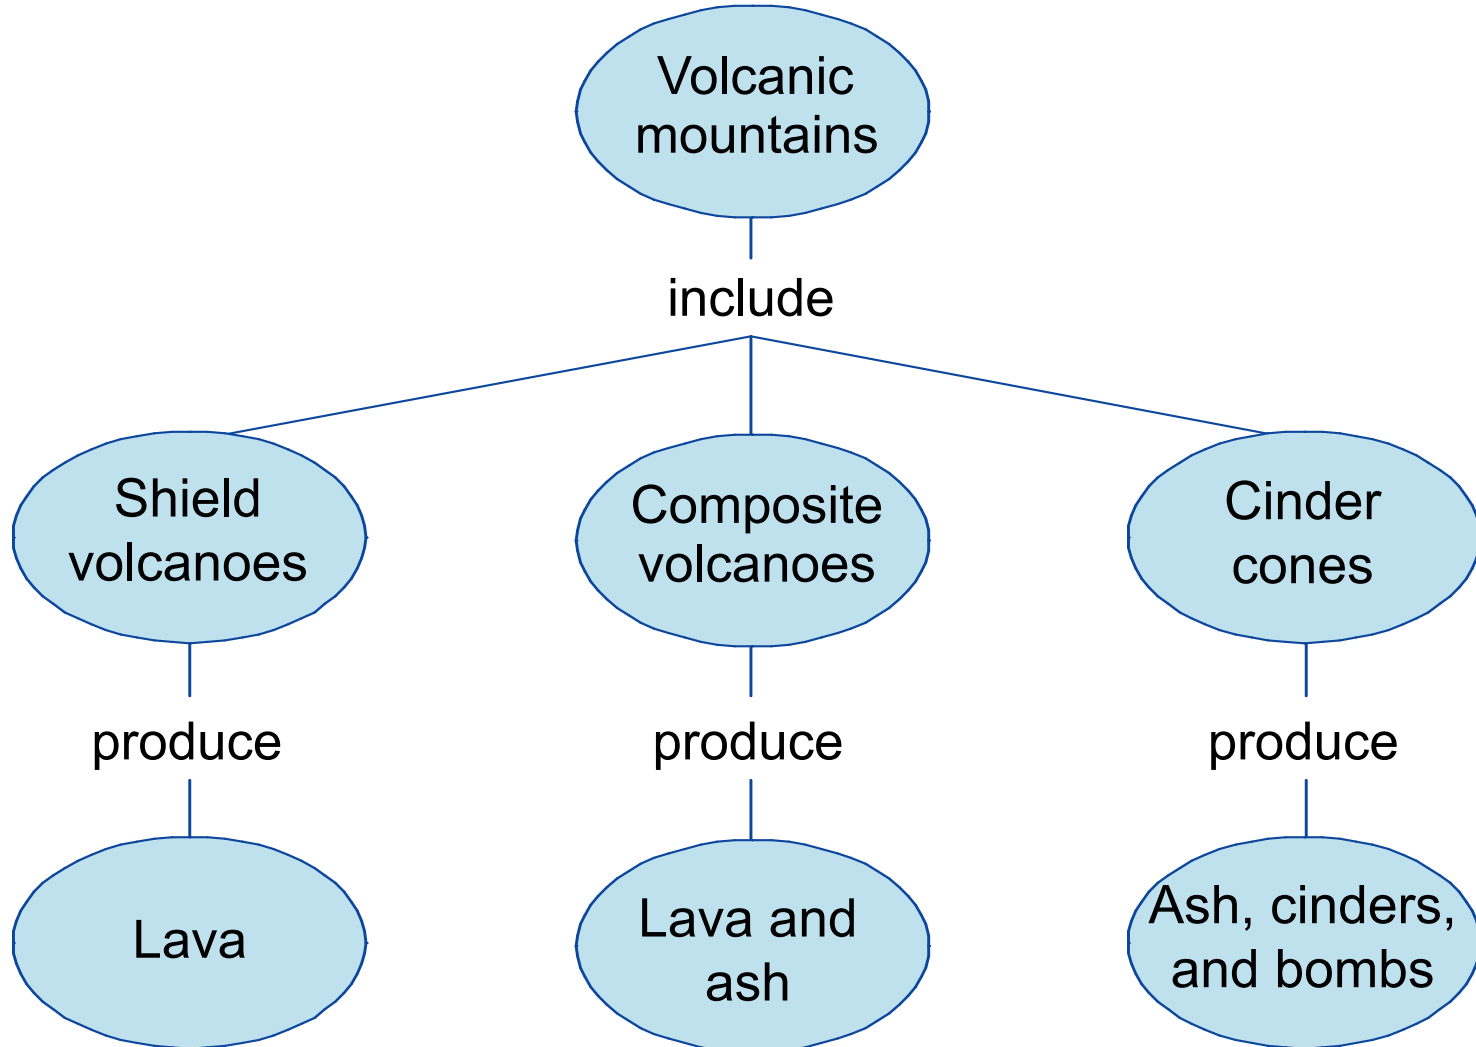 Volcanic
mountains
include
Shield
volcanoes
Composite
volcanoes
Cinder
cones
produce
produce
produce
Lava
Lava and
ash
Ash, cinders,
and bombs